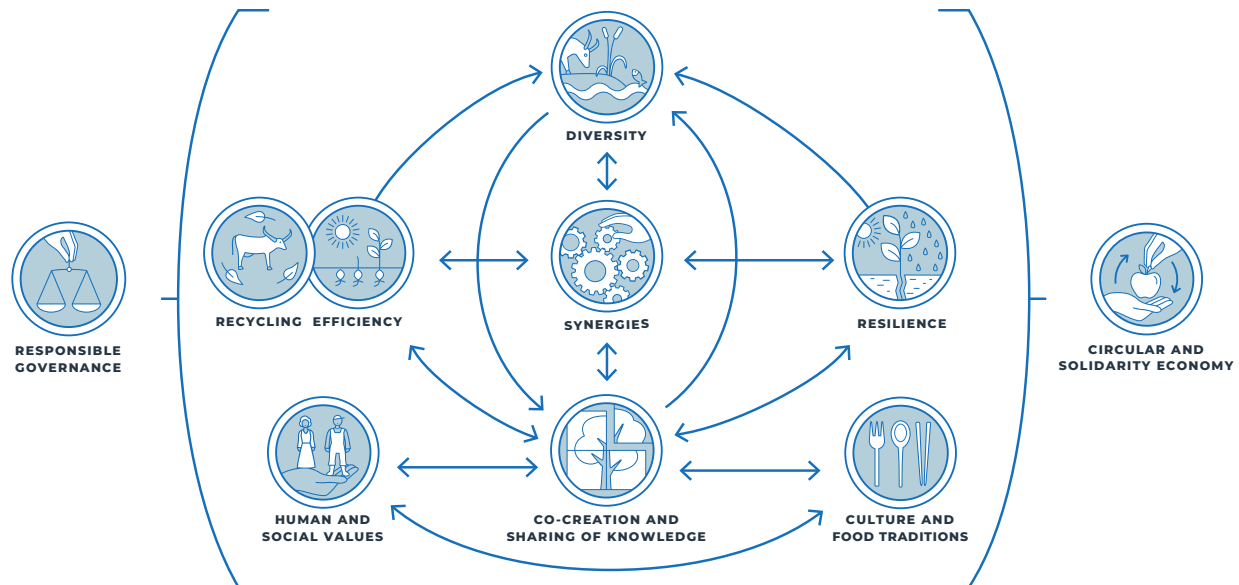 DIVERSITY
RECYCLING EFFICIENCY
SYNERGIES
RESILIENCE
RESPONSIBLE
GOVERNANCE
CIRCULAR AND
SOLIDARITY ECONOMY
HUMAN AND
SOCIAL VALUES
CO-CREATION AND
SHARING OF KNOWLEDGE
CULTURE AND
FOOD TRADITIONS